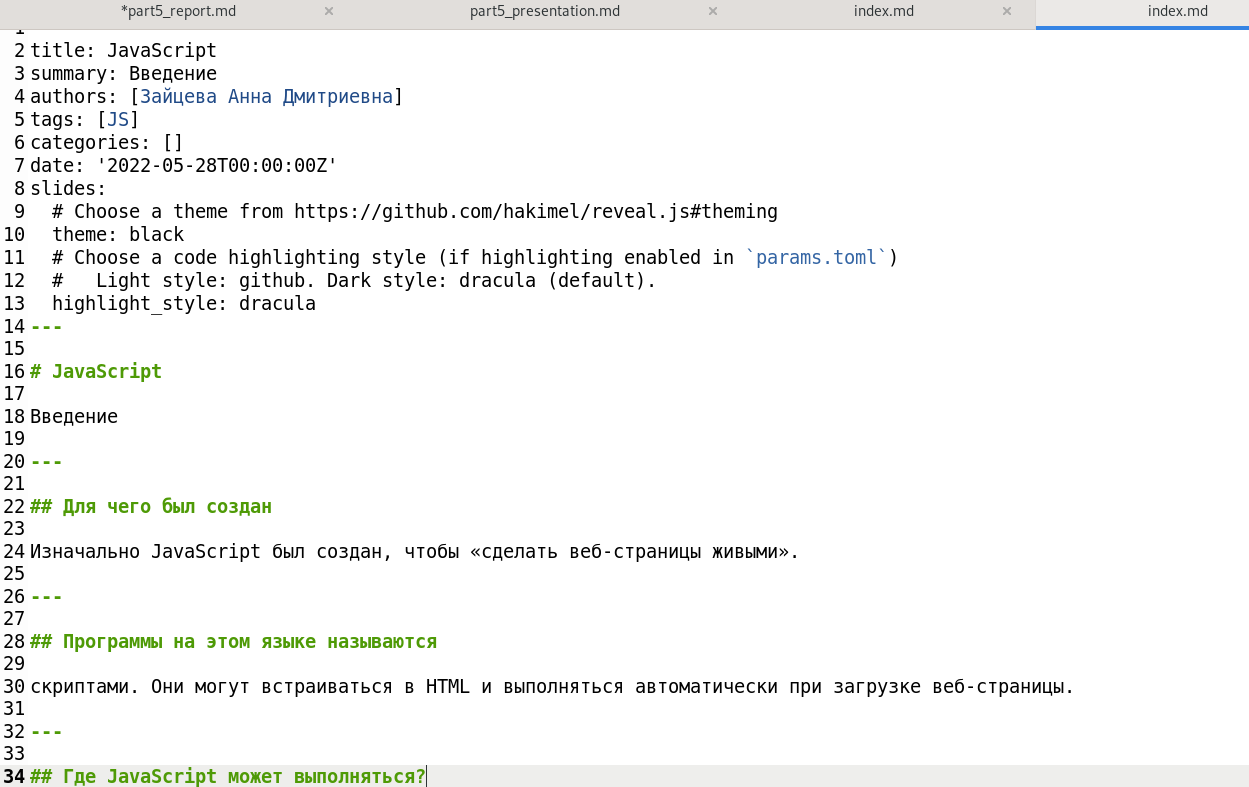 *part5_report.md × part5_presentation.md × index.md × index.md
1
2 title: JavaScript
3 summary: Введение
4 authors: [Зайцева Анна Дмитриевна]
5 tags: [JS]
6 categories: []
7 date: '2022-05-28T00:00:00Z'
8 slides:
9   # Choose a theme from https://github.com/hakimel/reveal.js#theming
10   theme: black
11   # Choose a code highlighting style (if highlighting enabled in `params.toml`)
12   #   Light style: github. Dark style: dracula (default).
13   highlight_style: dracula
14 ---
15
16 # JavaScript
17
18 Введение
19
20 ---
21
22 ## Для чего был создан
23
24 Изначально JavaScript был создан, чтобы «сделать веб-страницы живыми».
25
26 ---
27
28 ## Программы на этом языке называются
29
30 скриптами. Они могут встраиваться в HTML и выполняться автоматически при загрузке веб-страницы.
31
32 ---
33
34 ## Где JavaScript может выполняться?